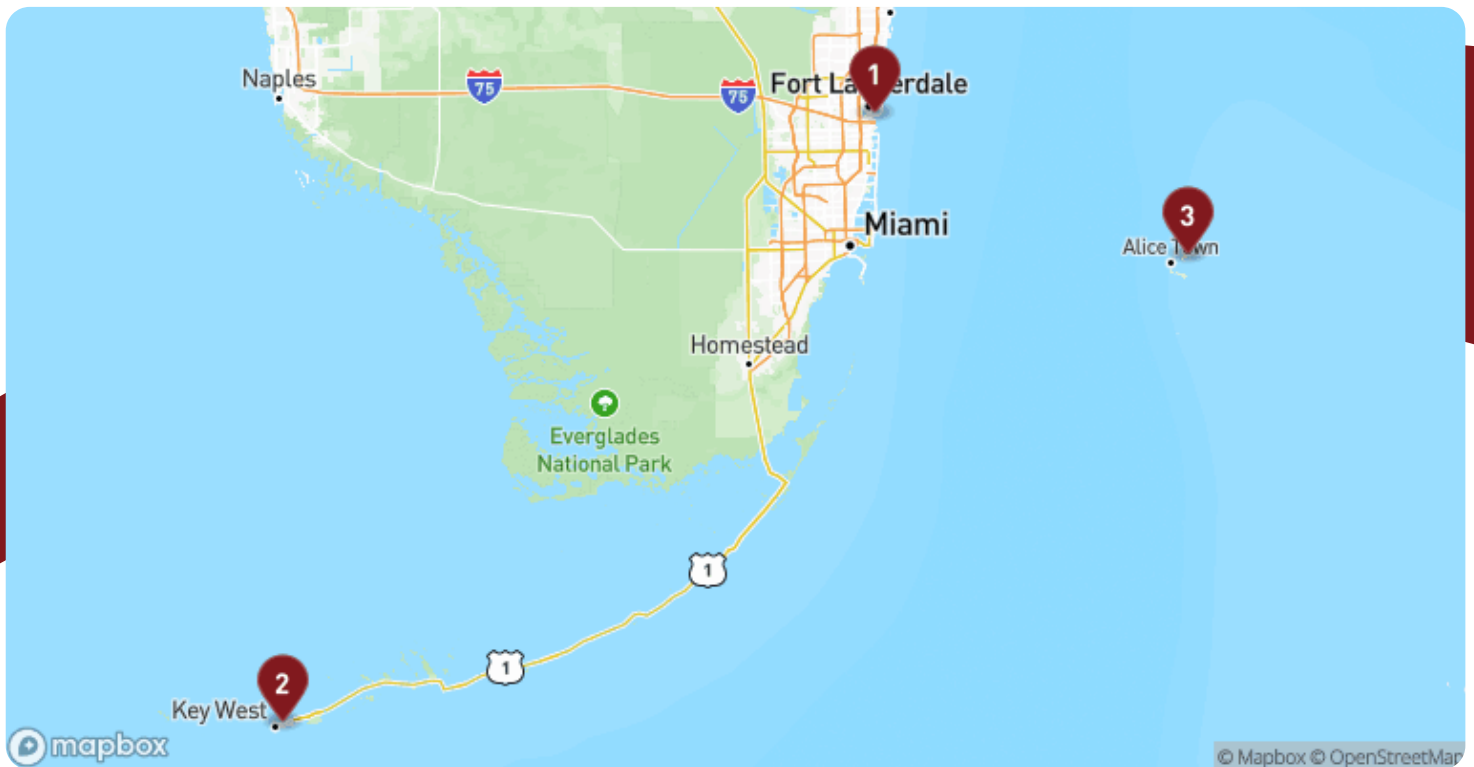 Naples
75
75
Fort Lauderdale
1
3
Alice Town
Miami
Homestead
Everglades
National Park
1
1
2
Key West
mapbox
© Mapbox © OpenStreetMap